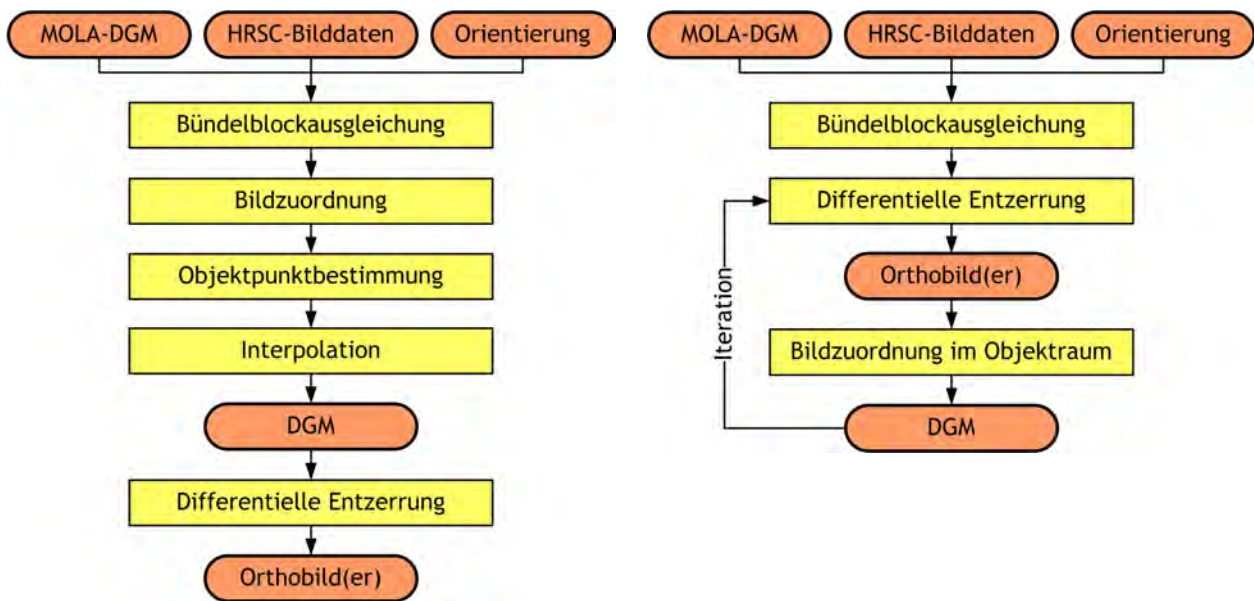 MOLA-DGM
HRSC-Bilddaten
Orientierung
Bündelblockausgleichung
Bildzuordnung
Objektpunktbestimmung
Interpolation
DGM
Differentielle Entzerrung
Orthobild(er)
MOLA-DGM
HRSC-Bilddaten
Orientierung
Bündelblockausgleichung
Differentielle Entzerrung
Orthobild(er)
Iteration
Bildzuordnung im Objektraum
DGM